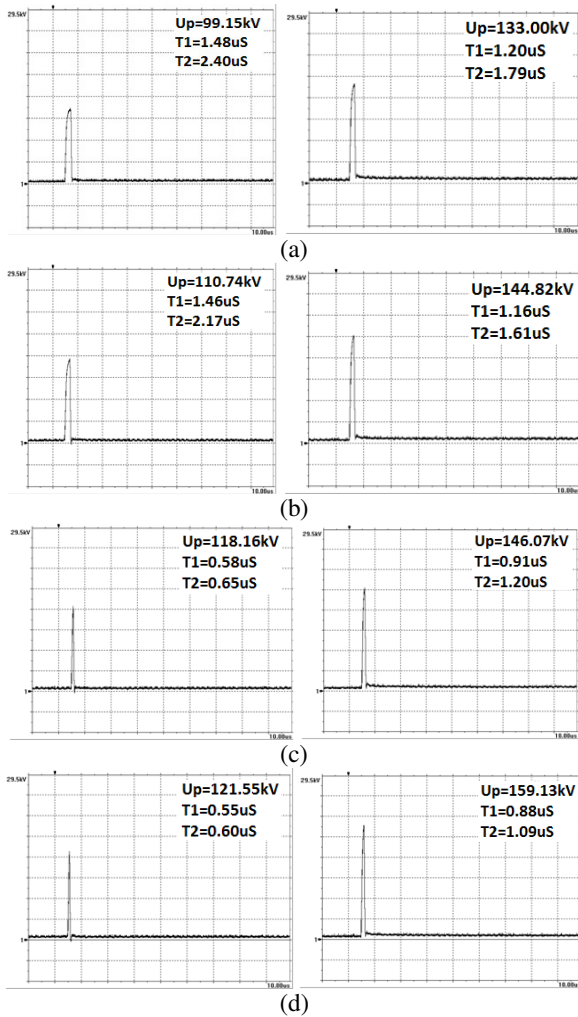 29.5kV
Up=99.15kV
T1=1.48uS
T2=2.40uS
1
10.00us
29.5kV
Up=133.00kV
T1=1.20uS
T2=1.79uS
1
10.00us
(a)
29.5kV
Up=110.74kV
T1=1.46uS
T2=2.17uS
1
10.00us
29.5kV
Up=144.82kV
T1=1.16uS
T2=1.61uS
1
10.00us
(b)
29.5kV
Up=118.16kV
T1=0.58uS
T2=0.65uS
1
10.00us
29.5kV
Up=146.07kV
T1=0.91uS
T2=1.20uS
1
10.00us
(c)
29.5kV
Up=121.55kV
T1=0.55uS
T2=0.60uS
1
10.00us
29.5kV
Up=159.13kV
T1=0.88uS
T2=1.09uS
1
10.00us
(d)